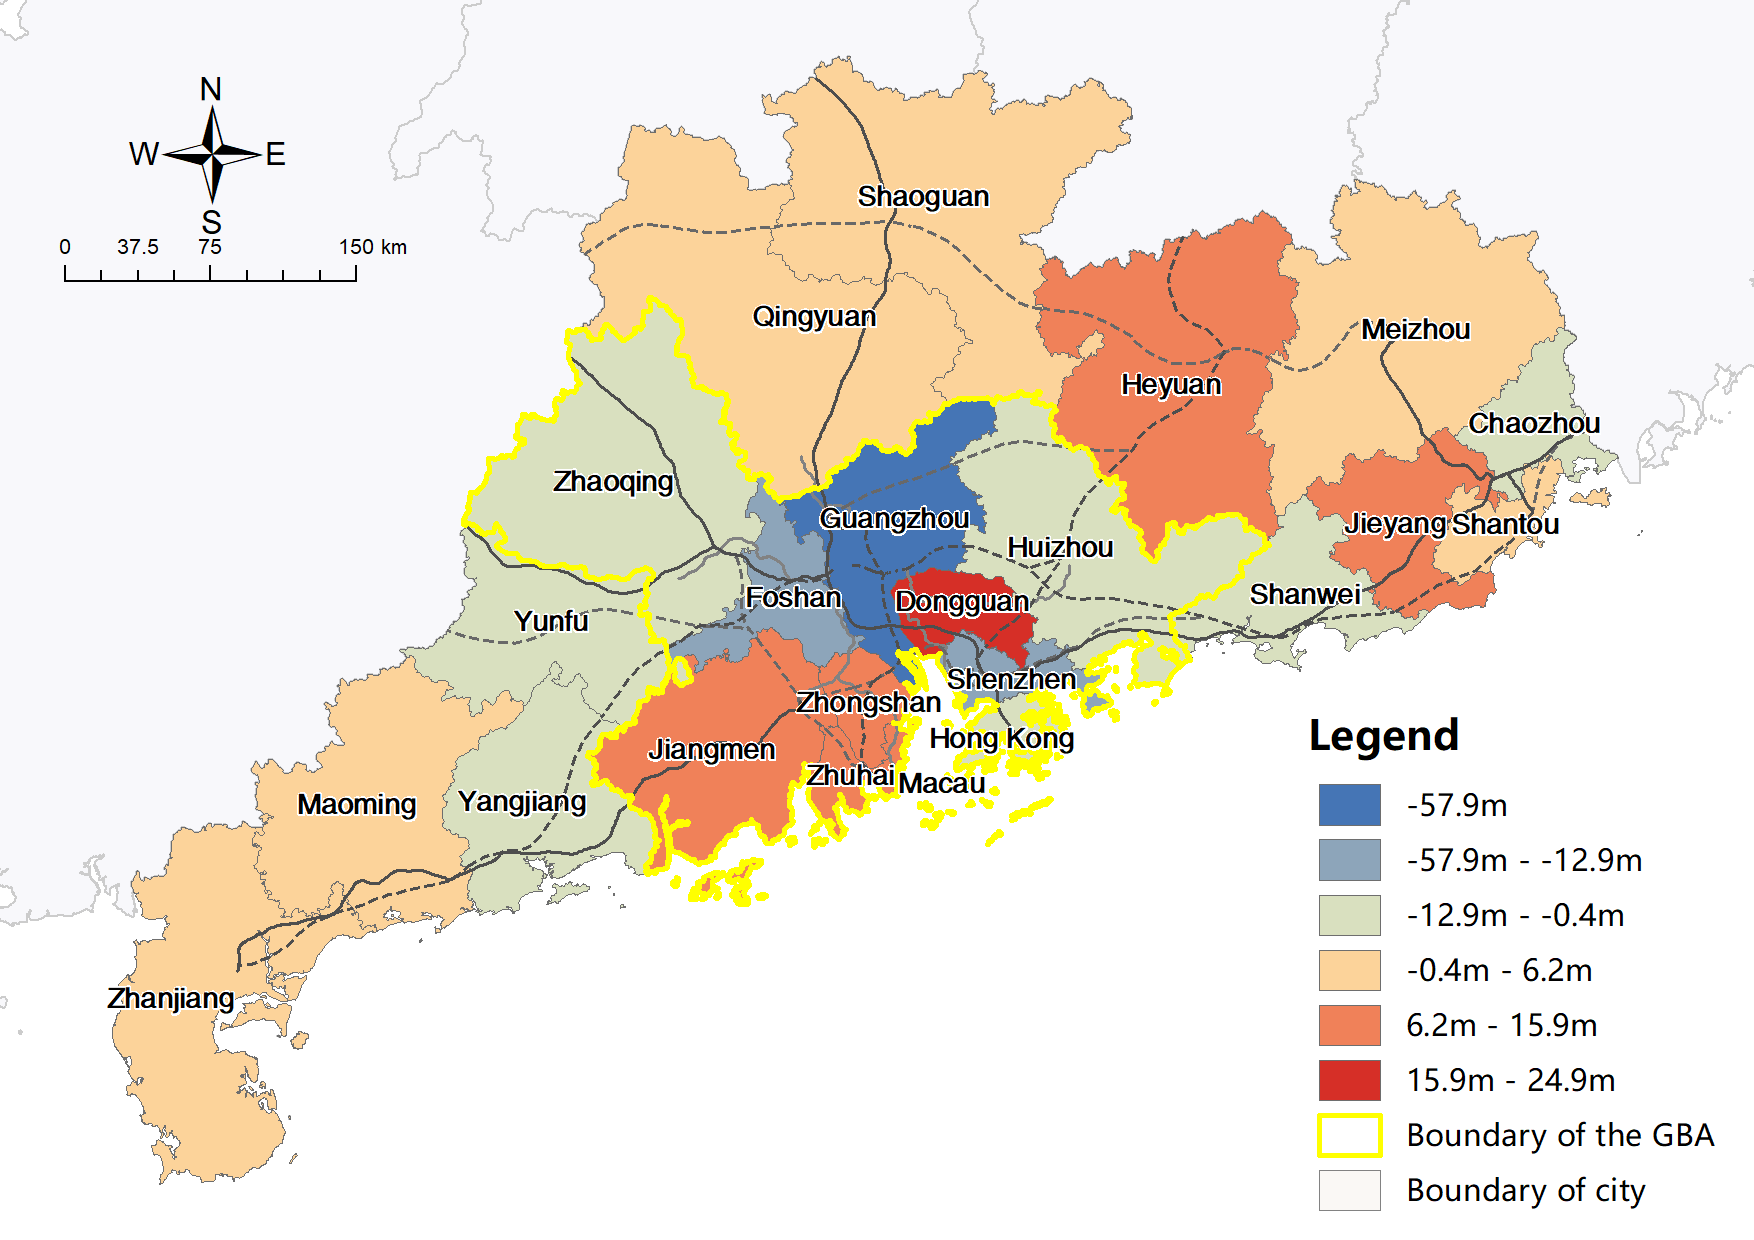 N
W E
S
0 37.5 75 150 km
Shaoguan
Qingyuan
Meizhou
Heyuan
Chaozhou
Zhaoqing
Guangzhou
Jieyang Shantou
Huizhou
Foshan
Dongguan
Shanwei
Yunfu
Shenzhen
Zhongshan
Hong Kong
Jiangmen
Zhuhai Macau
Maoming
Yangjiang
Zhanjiang
Legend
-57.9m
-57.9m - -12.9m
-12.9m - -0.4m
-0.4m - 6.2m
6.2m - 15.9m
15.9m - 24.9m
Boundary of the GBA
Boundary of city